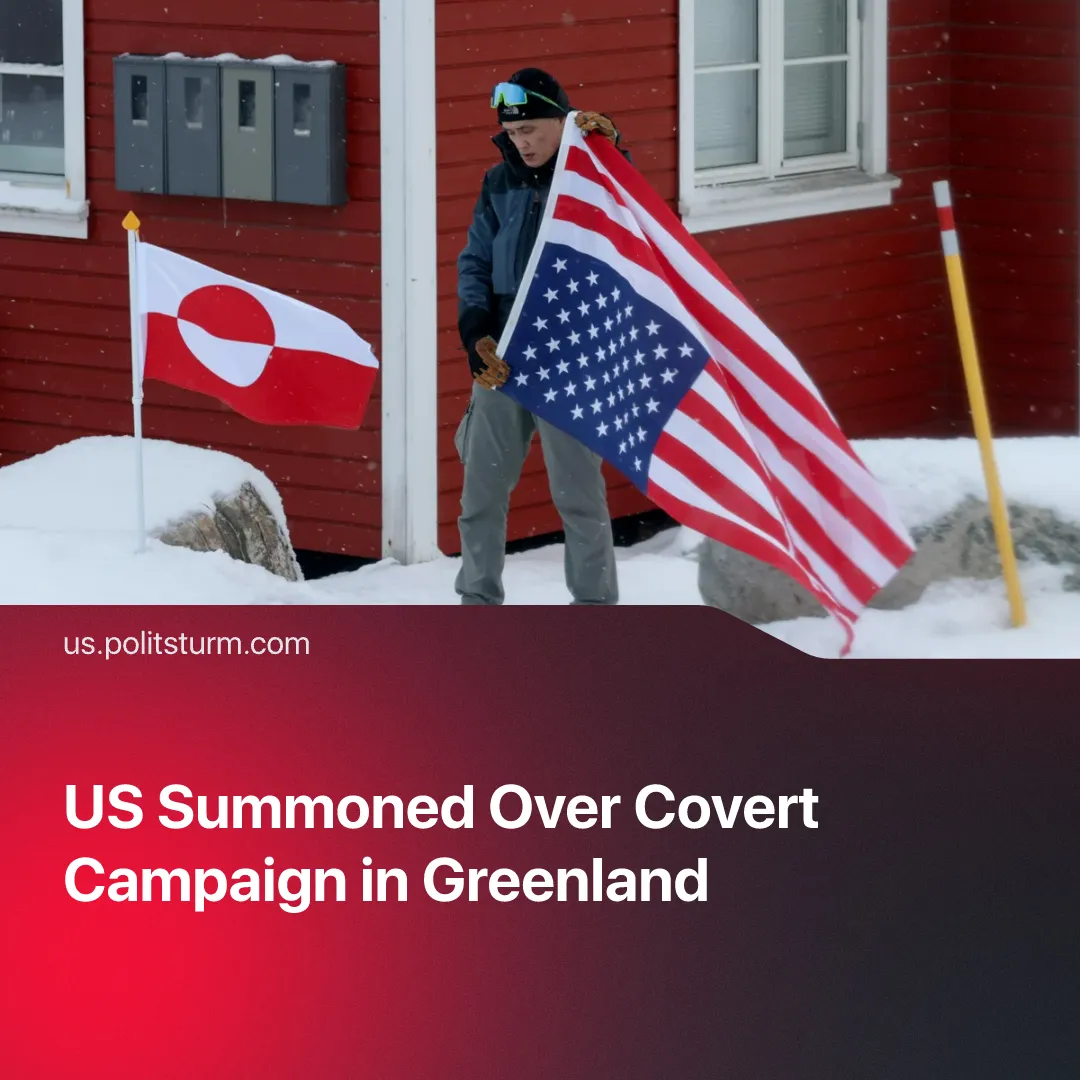 us.politsturm.com
US Summoned Over Covert
Campaign in Greenland